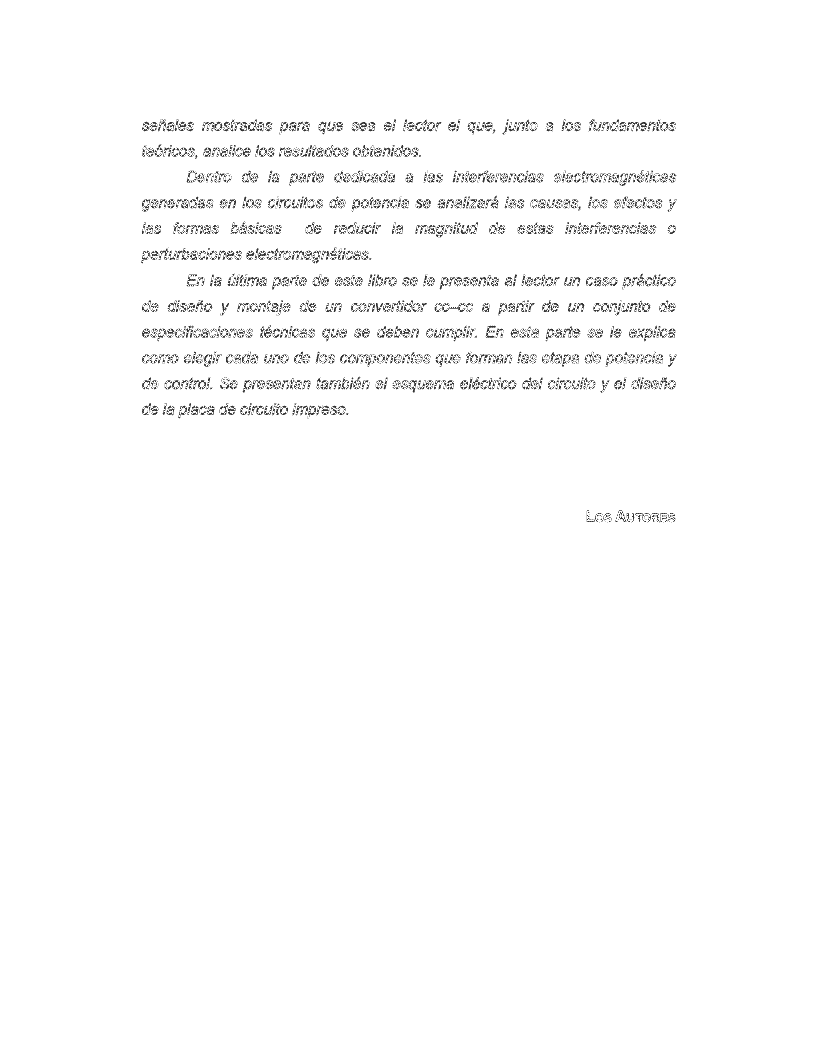 señales mostradas para que sea el lector el que, junto a los fundamentos
teóricos, analice los resultados obtenidos.
Dentro de la parte dedicada a las interferencias electromagnéticas
generadas en los circuitos de potencia se analizará las causas, los efectos y
las formas básicas de reducir la magnitud de estas interferencias o
perturbaciones electromagnéticas.
En la última parte de este libro se le presenta al lector un caso práctico
de diseño y montaje de un convertidor cc–cc a partir de un conjunto de
especificaciones técnicas que se deben cumplir. En esta parte se le explica
como elegir cada uno de los componentes que forman las etapa de potencia y
de control. Se presentan también el esquema eléctrico del circuito y el diseño
de la placa de circuito impreso.
LOS AUTORES